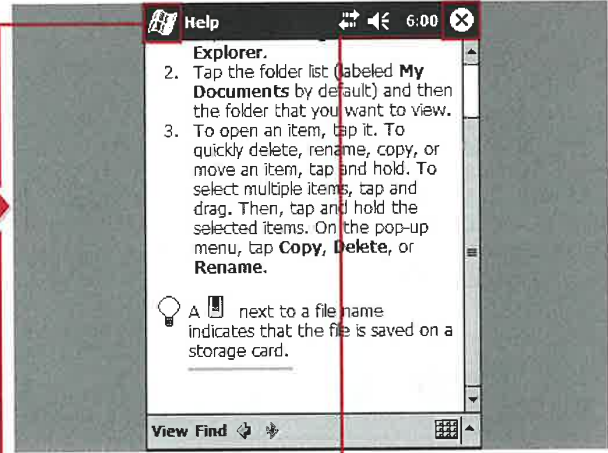 Help 6:00
Explorer.
2. Tap the folder list (labeled My
Documents by default) and then
the folder that you want to view.
3. To open an item, tap it. To
quickly delete, rename, copy, or
move an item, tap and hold. To
select multiple items, tap and
drag. Then, tap and hold the
selected items. On the pop-up
menu, tap Copy, Delete, or
Rename.
A next to a file name
indicates that the file is saved on a
storage card.
View Find